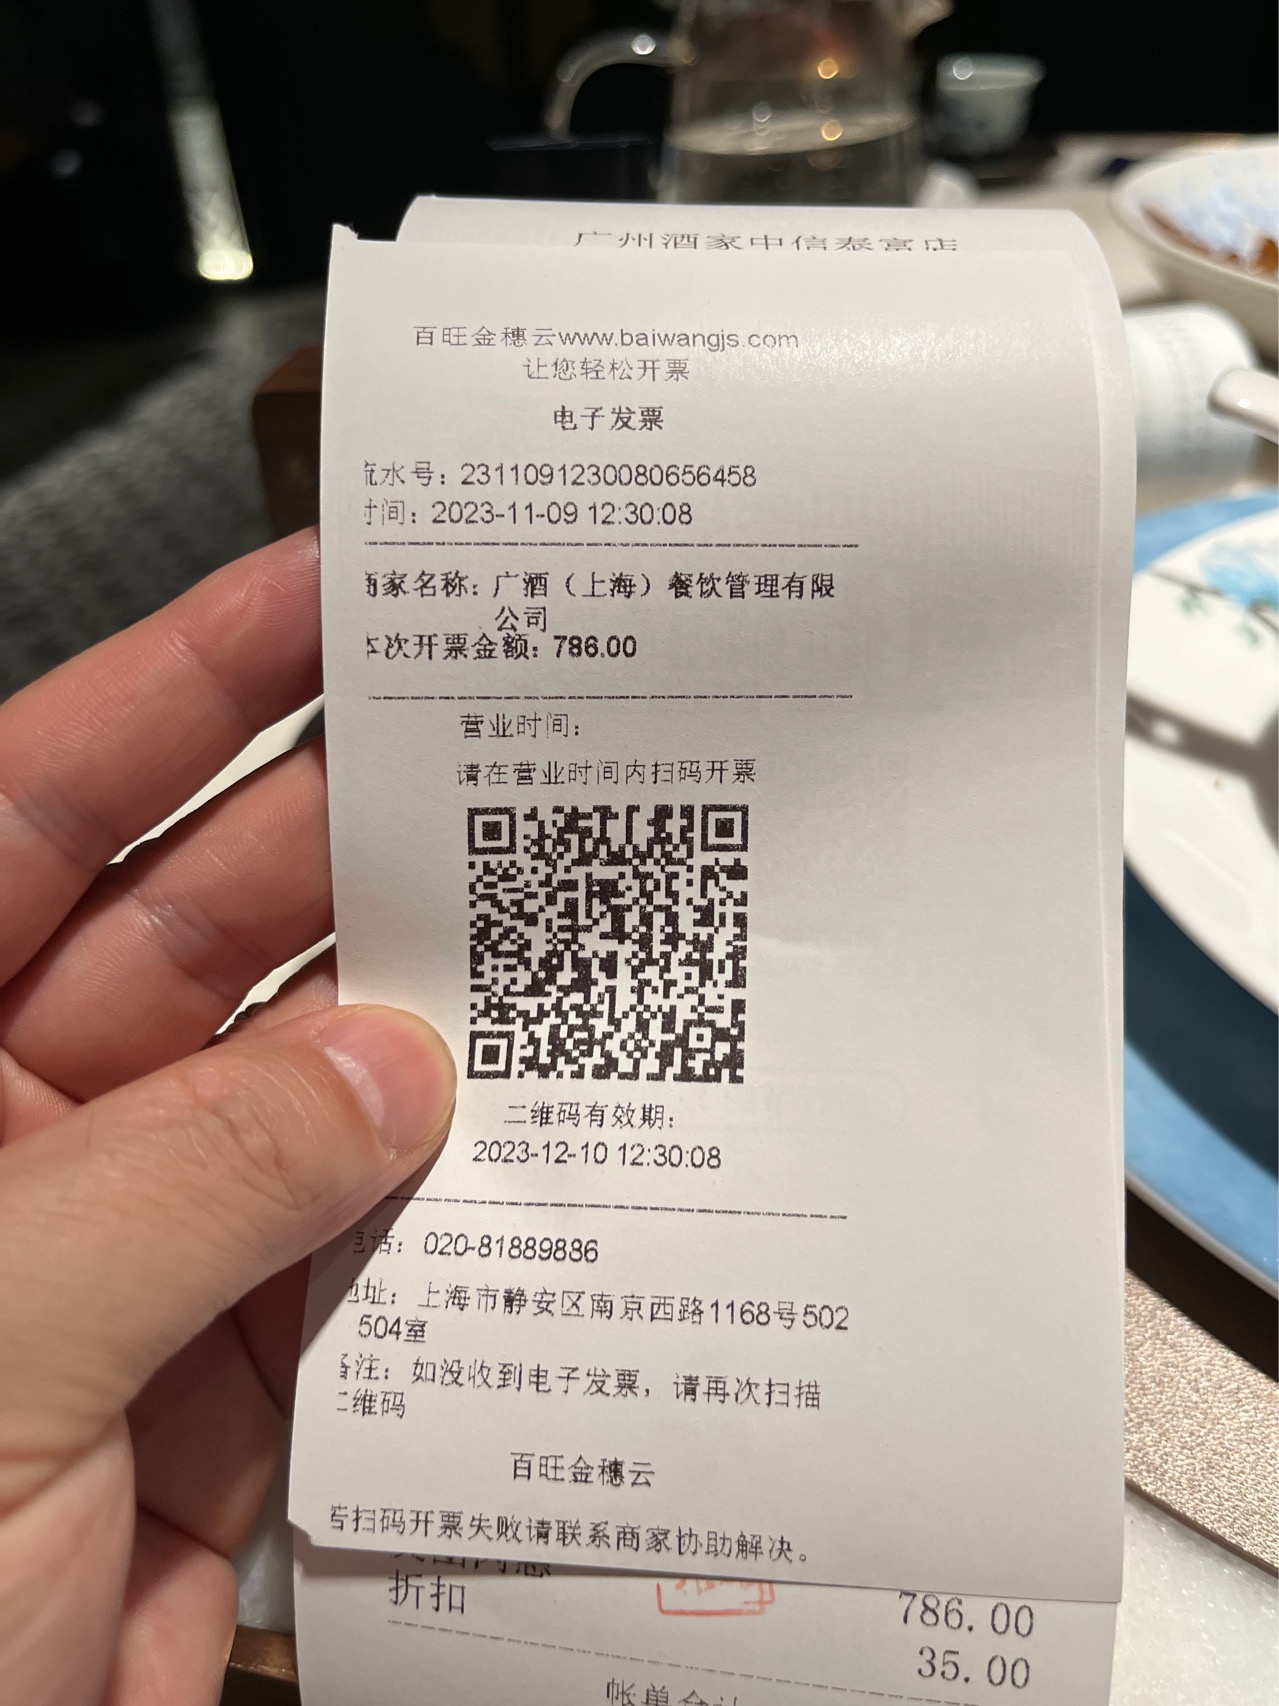 广州酒家中信泰富店
百旺金穗云www.baiwangjs.com
让您轻松开票
电子发票
流水号：2311091230080656458
时间：2023-11-09 12:30:08
商家名称：广酒（上海）餐饮管理有限
公司
本次开票金额：786.00
营业时间：
请在营业时间内扫码开票
二维码有效期：
2023-12-10 12:30:08
电话：020-81889886
地址：上海市静安区南京西路1168号502
504室
备注：如没收到电子发票，请再次扫描
二维码
百旺金穗云
若扫码开票失败请联系商家协助解决。
786.00
折扣
35.00
帐单合计